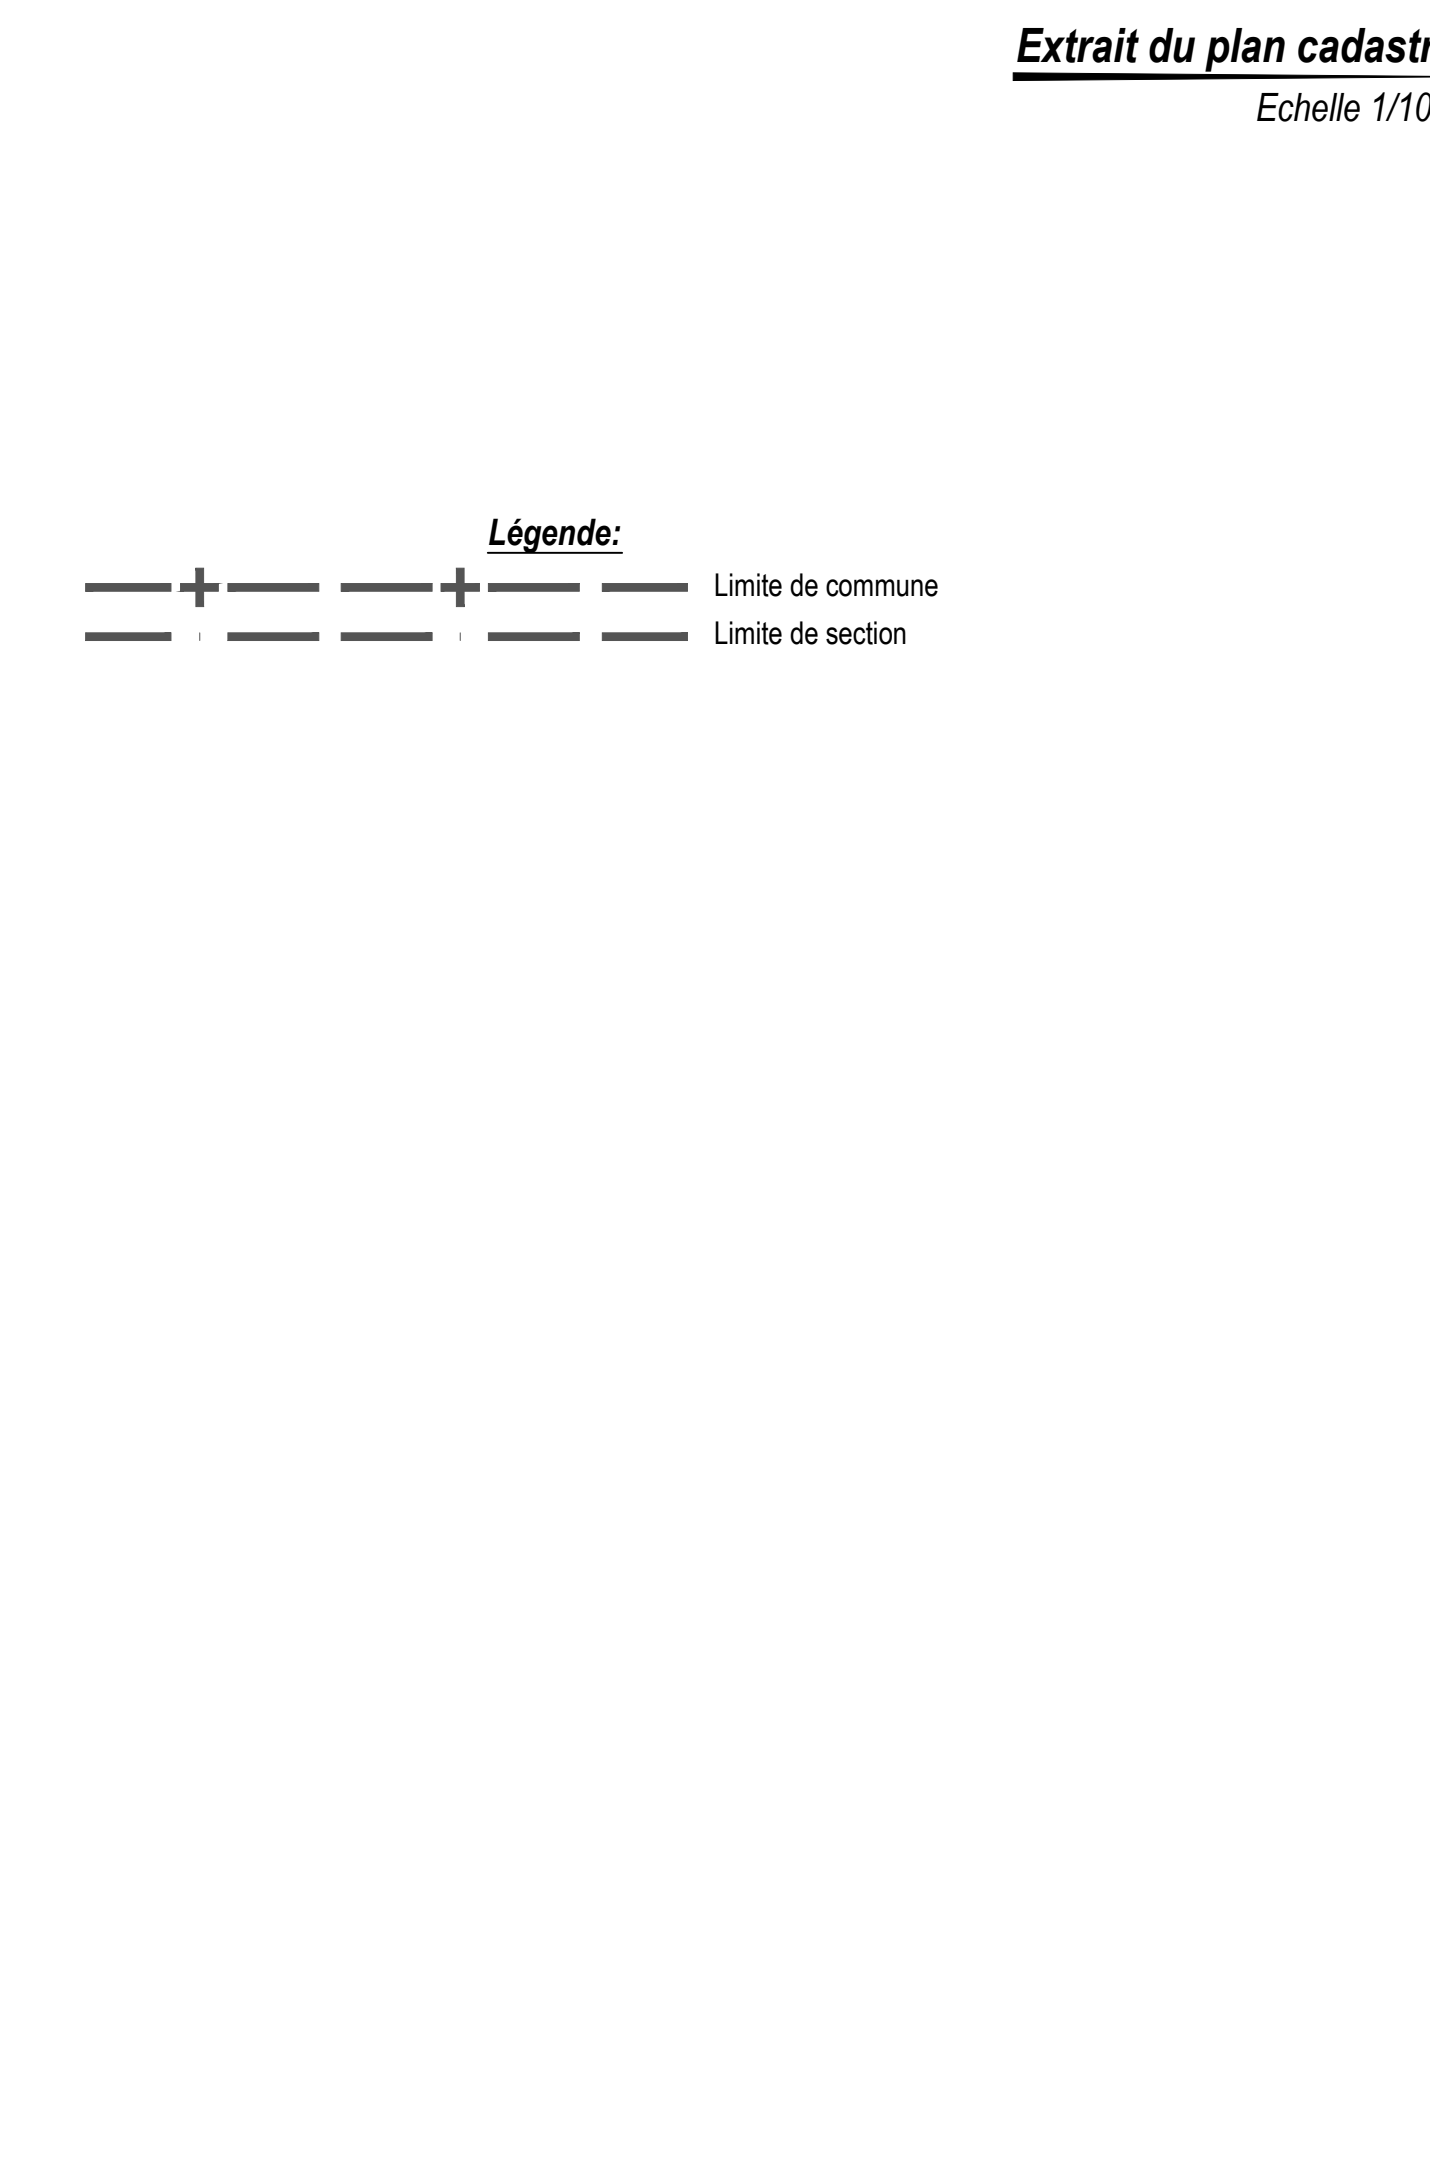 Extrait du plan cadastr
Echelle 1/10
Légende:
Limite de commune
Limite de section